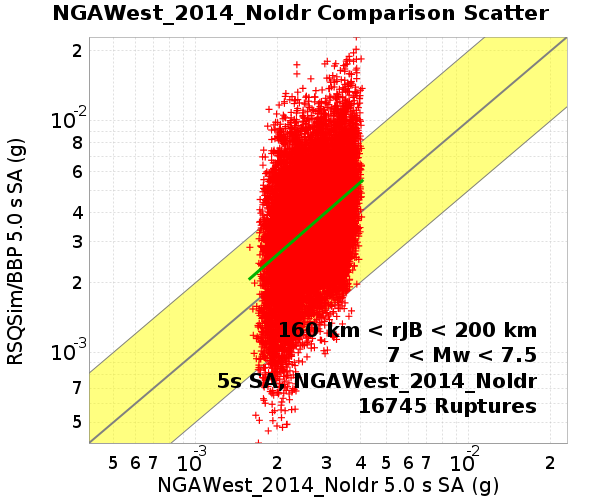 NGAWest_2014_NoIdr Comparison Scatter
RSQSim/BBP 5.0 s SA (g)
2
10⁻²
8
6
4
3
2
10⁻³
7
5
160 km < rJB < 200 km
7 < Mw < 7.5
5s SA, NGAWest_2014_NoIdr
16745 Ruptures
5 6 7 10⁻³ 2 3 4 5 6 7 10⁻² 2
NGAWest_2014_NoIdr 5.0 s SA (g)